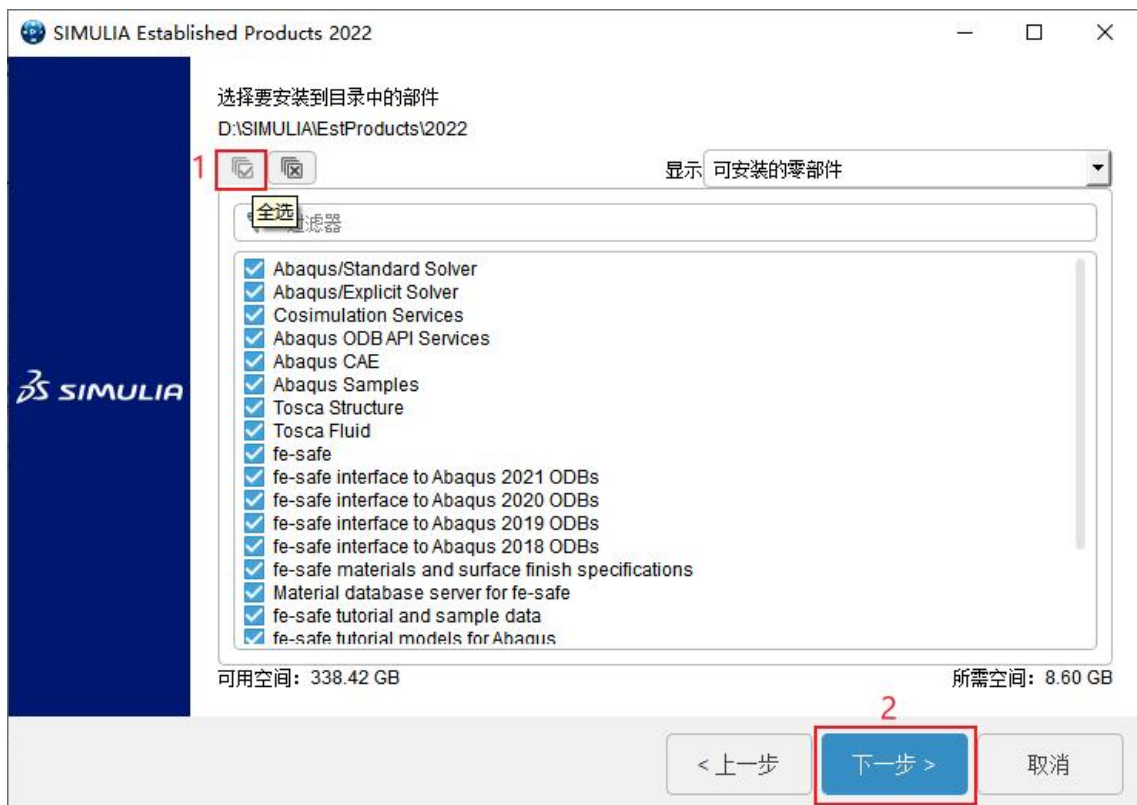 SIMULIA Established Products 2022
选择要安装到目录中的部件
D:\SIMULIA\EstProducts\2022
1
显示 可安装的零部件
全选
过滤器
Abaqus/Standard Solver
Abaqus/Explicit Solver
Cosimulation Services
Abaqus ODB API Services
Abaqus CAE
Abaqus Samples
Tosca Structure
Tosca Fluid
fe-safe
fe-safe interface to Abaqus 2021 ODBs
fe-safe interface to Abaqus 2020 ODBs
fe-safe interface to Abaqus 2019 ODBs
fe-safe interface to Abaqus 2018 ODBs
fe-safe materials and surface finish specifications
Material database server for fe-safe
fe-safe tutorial and sample data
fe-safe tutorial models for Abaqus
SIMULIA
可用空间：338.42 GB 所需空间：8.60 GB
2
< 上一步 下一步 > 取消